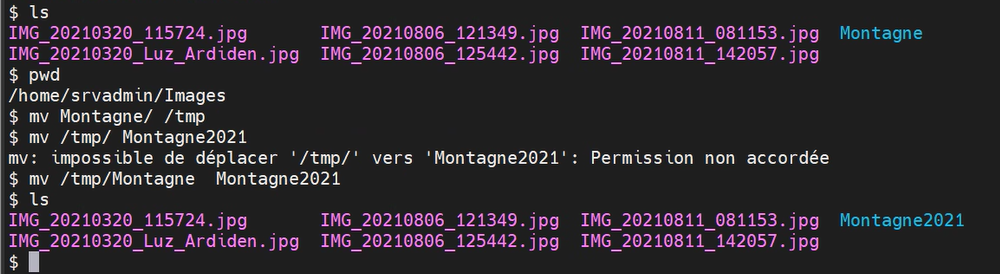 $ ls
IMG_20210320_115724.jpg IMG_20210806_121349.jpg IMG_20210811_081153.jpg Montagne
IMG_20210320_Luz_Ardiden.jpg IMG_20210806_125442.jpg IMG_20210811_142057.jpg
$ pwd
/home/srvadmin/Images
$ mv Montagne/ /tmp
$ mv /tmp/ Montagne2021
mv: impossible de déplacer '/tmp/' vers 'Montagne2021': Permission non accordée
$ mv /tmp/Montagne  Montagne2021
$ ls
IMG_20210320_115724.jpg IMG_20210806_121349.jpg IMG_20210811_081153.jpg Montagne2021
IMG_20210320_Luz_Ardiden.jpg IMG_20210806_125442.jpg IMG_20210811_142057.jpg
$